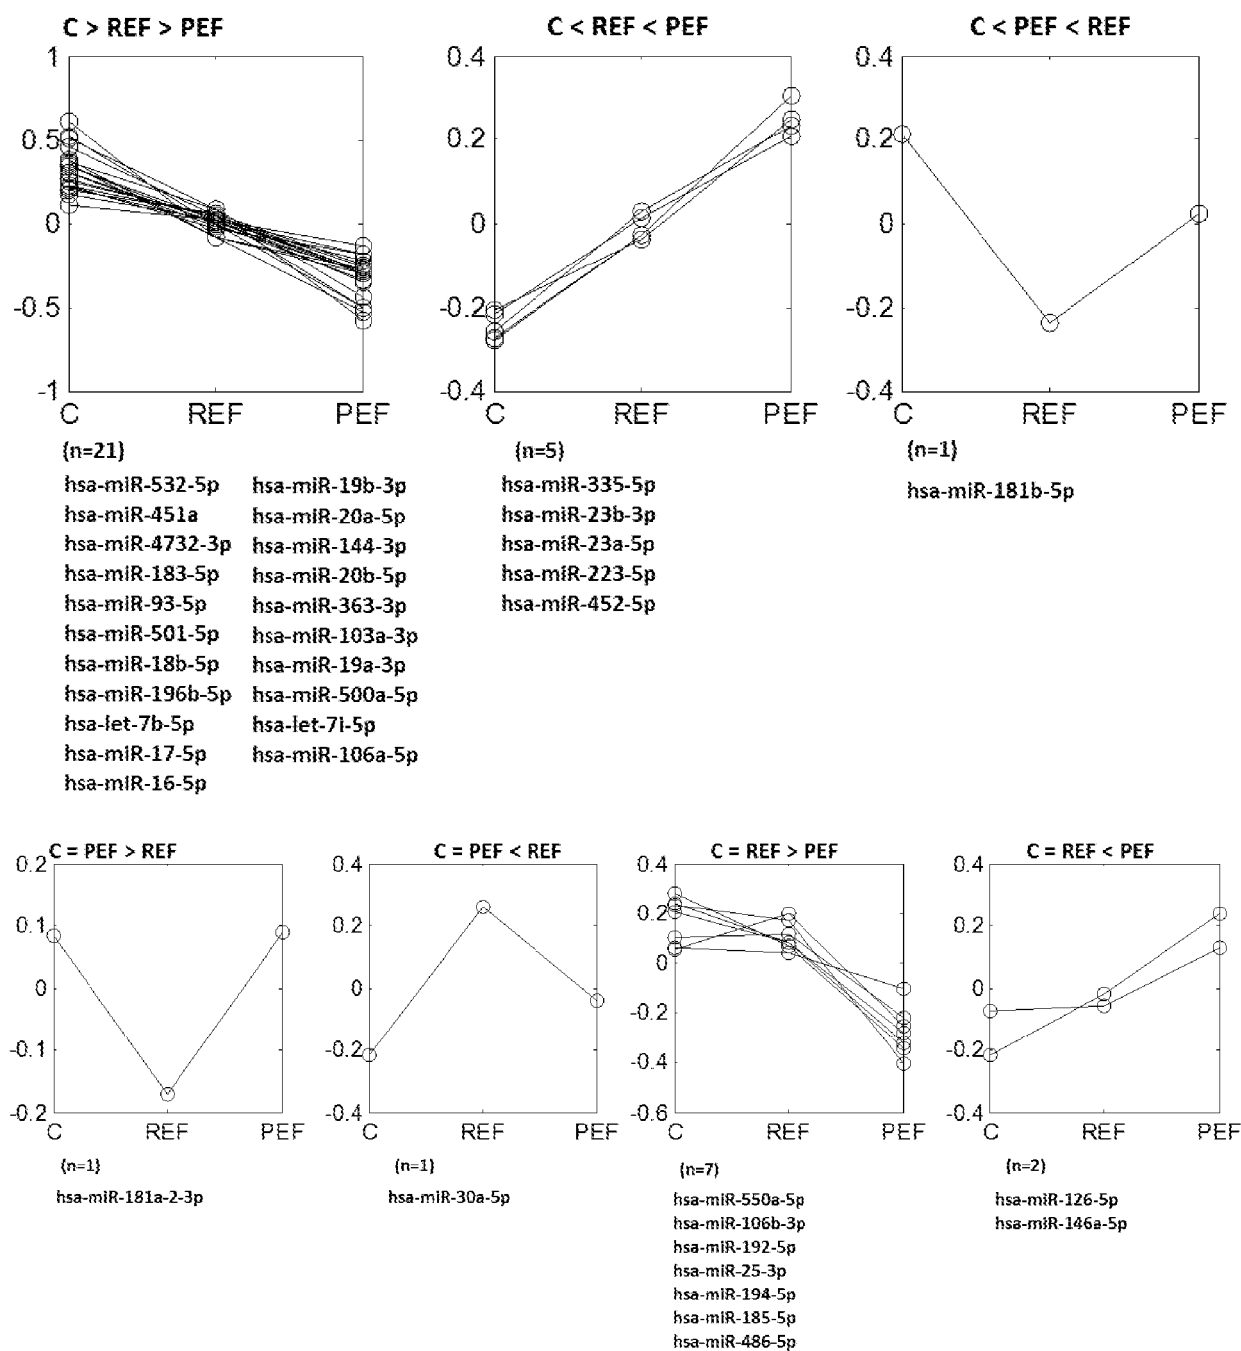 C > REF > PEF
1
0.5
0
-0.5
-1
C REF PEF
(n=21)
hsa-miR-532-5p
hsa-miR-451a
hsa-miR-4732-3p
hsa-miR-183-5p
hsa-miR-93-5p
hsa-miR-501-5p
hsa-miR-18b-5p
hsa-miR-196b-5p
hsa-let-7b-5p
hsa-miR-17-5p
hsa-miR-16-5p
hsa-miR-19b-3p
hsa-miR-20a-5p
hsa-miR-144-3p
hsa-miR-20b-5p
hsa-miR-363-3p
hsa-miR-103a-3p
hsa-miR-19a-3p
hsa-miR-500a-5p
hsa-let-7i-5p
hsa-miR-106a-5p
C < REF < PEF
0.4
0.2
0
-0.2
-0.4
C REF PEF
(n=5)
hsa-miR-335-5p
hsa-miR-23b-3p
hsa-miR-23a-5p
hsa-miR-223-5p
hsa-miR-452-5p
C < PEF < REF
0.4
0.2
0
-0.2
-0.4
C REF PEF
(n=1)
hsa-miR-181b-5p
C = PEF > REF
0.2
0.1
0
-0.1
-0.2
C REF PEF
(n=1)
hsa-miR-181a-2-3p
C = PEF < REF
0.4
0.2
0
-0.2
-0.4
C REF PEF
(n=1)
hsa-miR-30a-5p
C = REF > PEF
0.4
0.2
0
-0.2
-0.4
-0.6
C REF PEF
(n=7)
hsa-miR-550a-5p
hsa-miR-106b-3p
hsa-miR-192-5p
hsa-miR-25-3p
hsa-miR-194-5p
hsa-miR-185-5p
hsa-miR-486-5p
C = REF < PEF
0.4
0.2
0
-0.2
-0.4
C REF PEF
(n=2)
hsa-miR-126-5p
hsa-miR-146a-5p